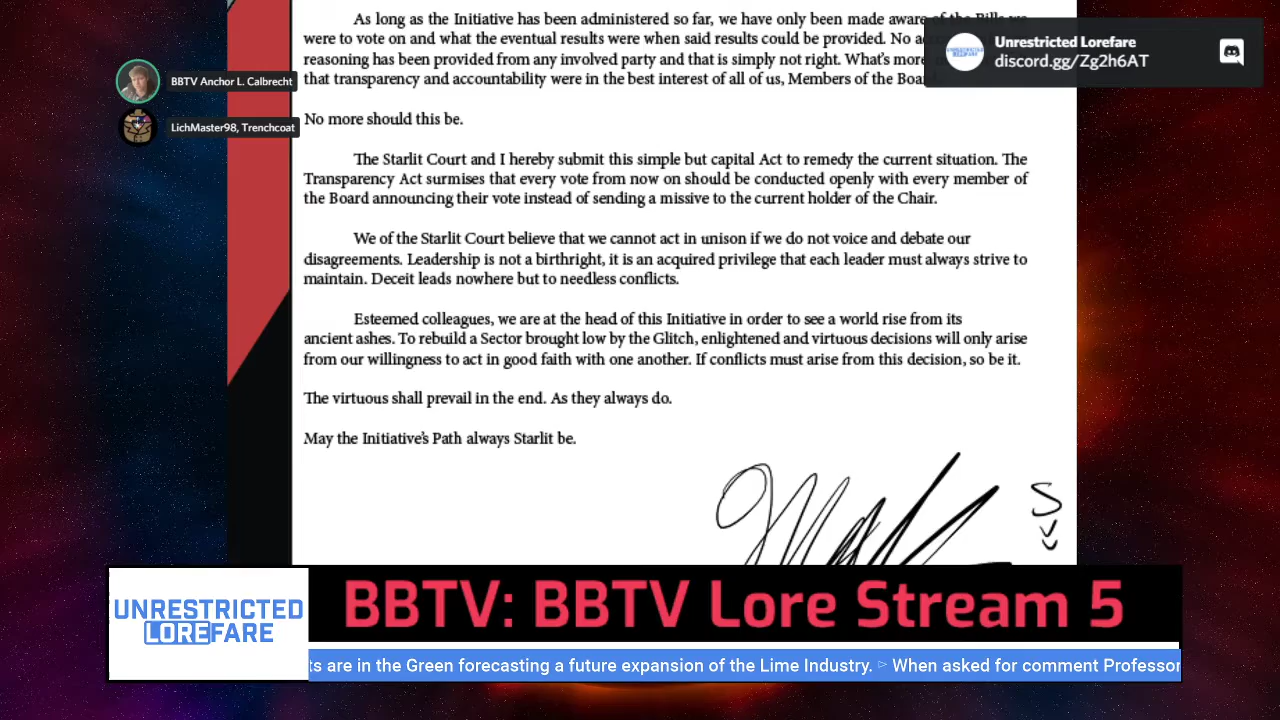 As long as the Initiative has been administered so far, we have only been made aware of the Bills we
were to vote on and what the eventual results were when said results could be provided. No
reasoning has been provided from any involved party and that is simply not right. What's more,
that transparency and accountability were in the best interest of all of us, Members of the Board.
Unrestricted Lorefare
discord.gg/Zg2h6AT
BBTV Anchor L. Calbrecht
LichMaster98, Trenchcoat
No more should this be.
The Starlit Court and I hereby submit this simple but capital Act to remedy the current situation. The
Transparency Act surmises that every vote from now on should be conducted openly with every member of
the Board announcing their vote instead of sending a missive to the current holder of the Chair.
We of the Starlit Court believe that we cannot act in unison if we do not voice and debate our
disagreements. Leadership is not a birthright, it is an acquired privilege that each leader must always strive to
maintain. Deceit leads nowhere but to needless conflicts.
Esteemed colleagues, we are at the head of this Initiative in order to see a world rise from its
ancient ashes. To rebuild a Sector brought low by the Glitch, enlightened and virtuous decisions will only arise
from our willingness to act in good faith with one another. If conflicts must arise from this decision, so be it.
The virtuous shall prevail in the end. As they always do.
May the Initiative's Path always Starlit be.
UNRESTRICTED
LOREFARE
BBTV: BBTV Lore Stream 5
ts are in the Green forecasting a future expansion of the Lime Industry. ▻ When asked for comment Professor